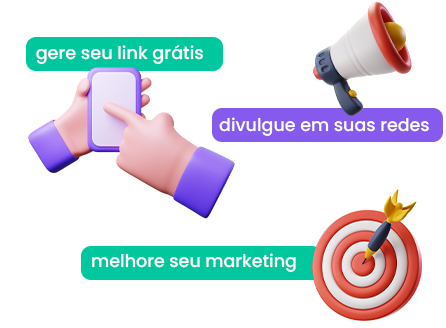 gere seu link grátis
divulgue em suas redes
melhore seu marketing